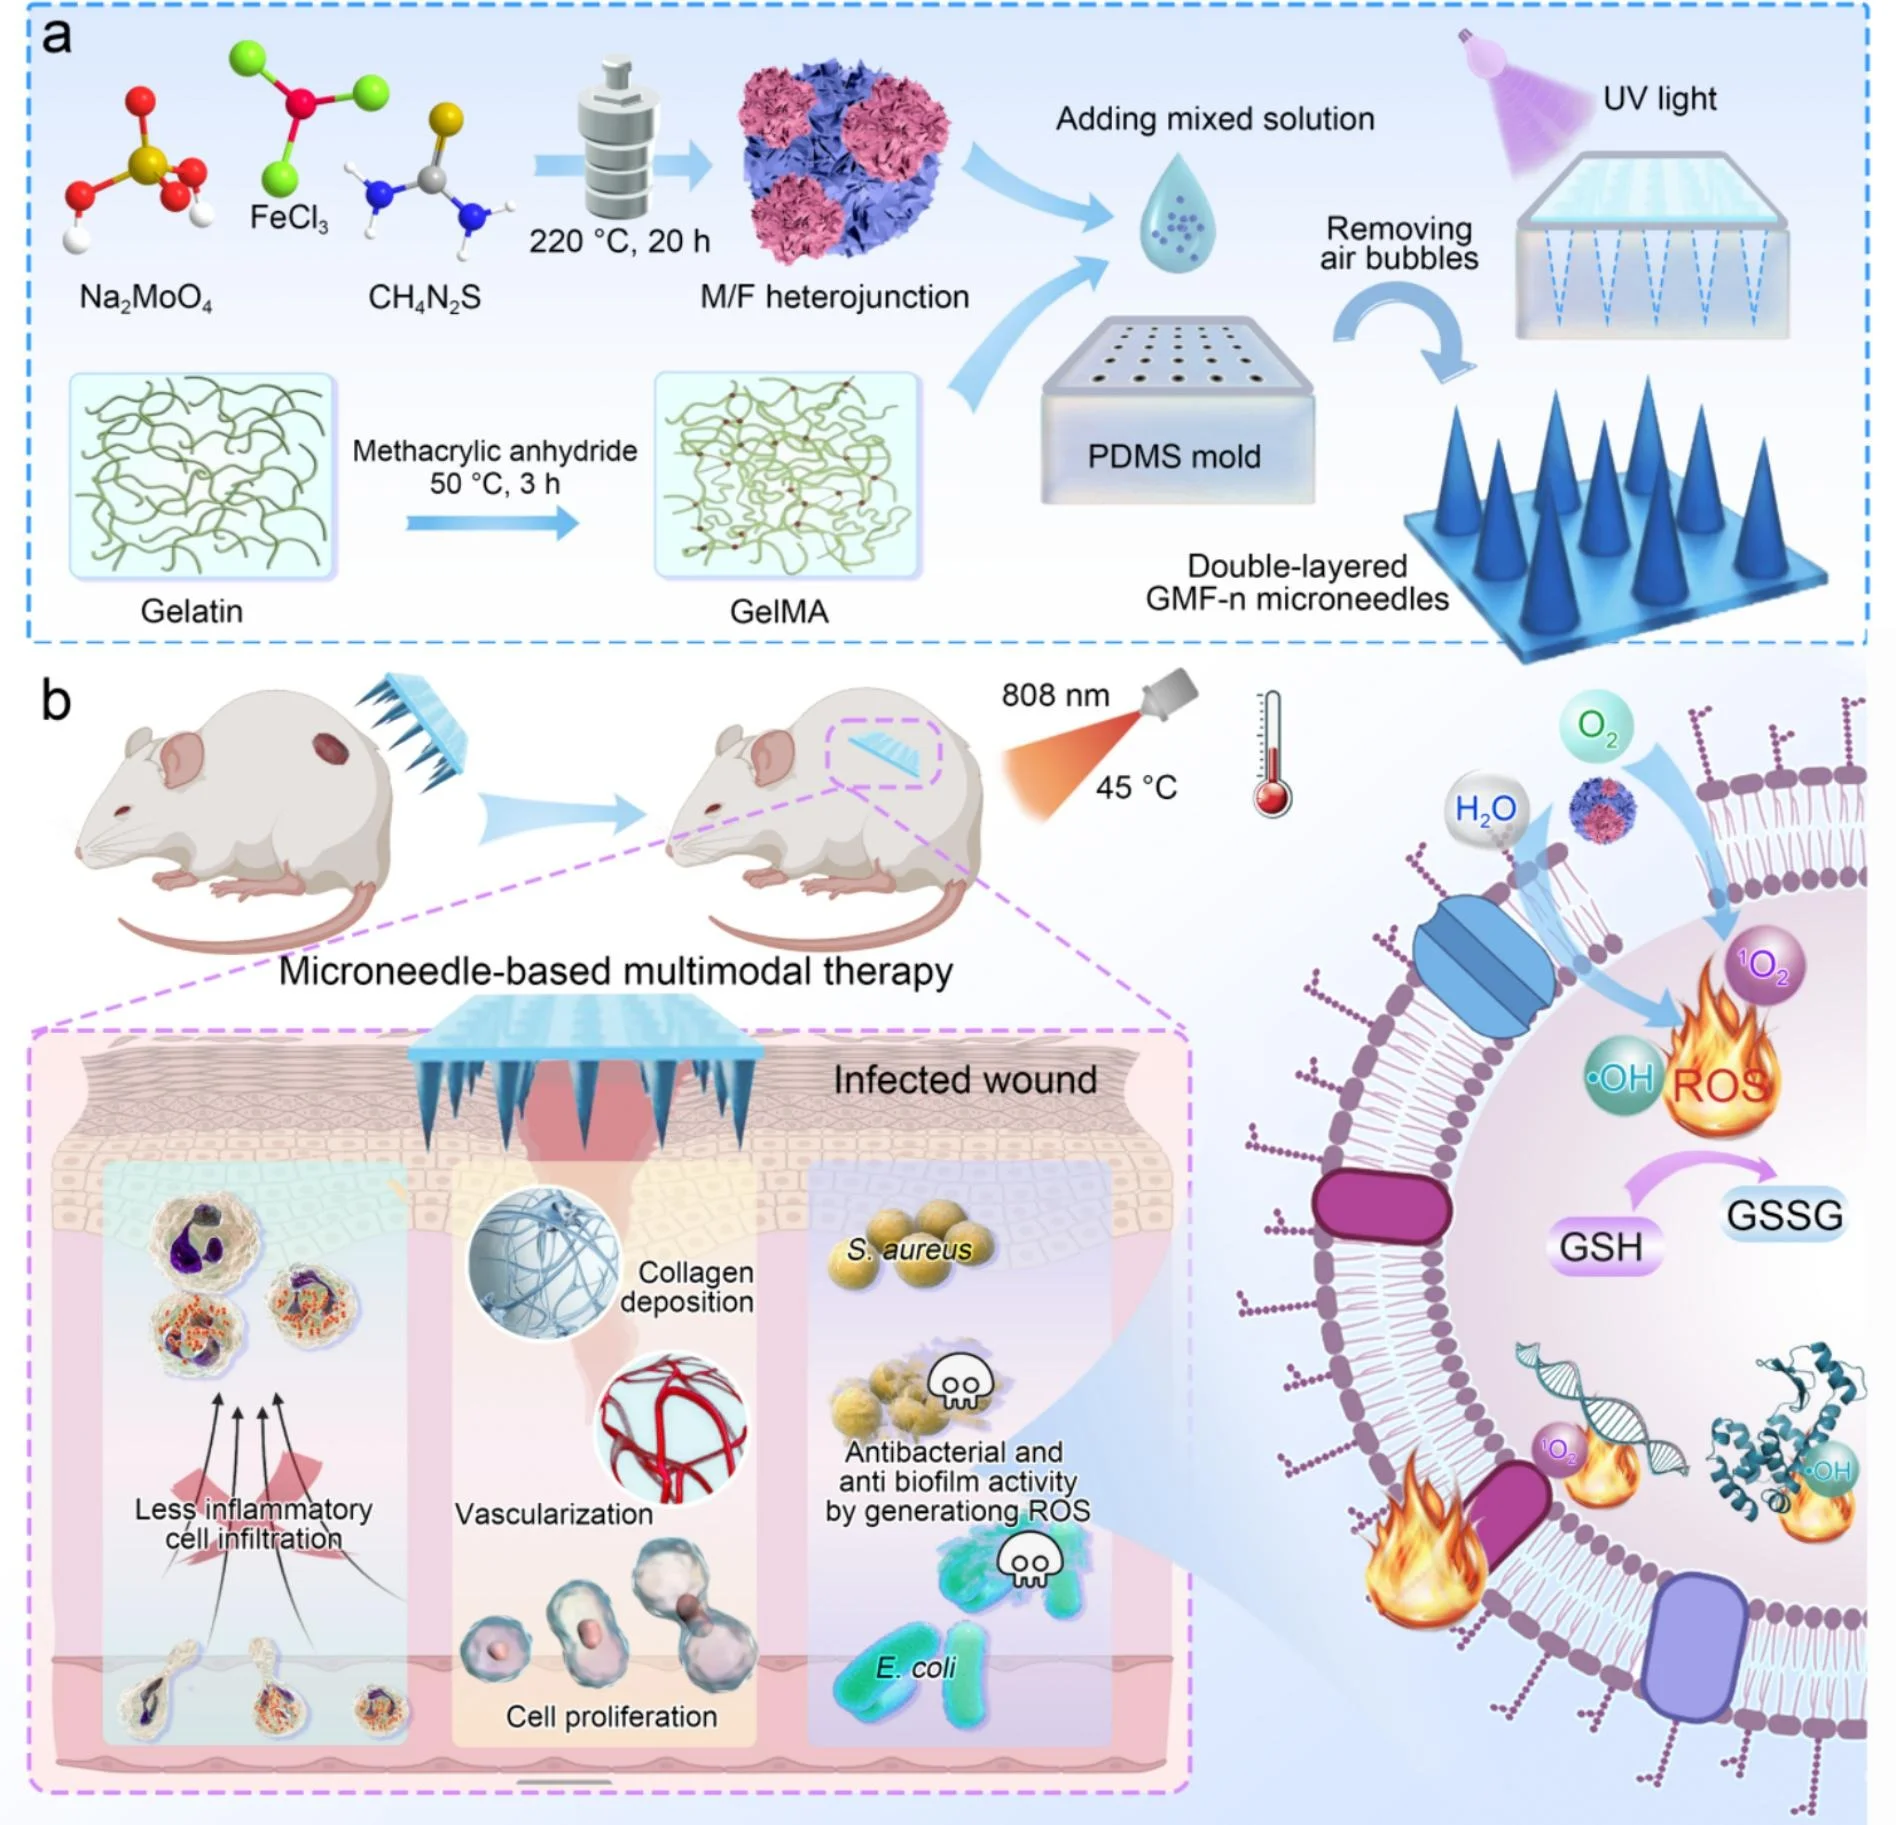 a
Na₂MoO₄
FeCl₃
CH₄N₂S
220 °C, 20 h
M/F heterojunction
Adding mixed solution
UV light
Removing
air bubbles
Gelatin
Methacrylic anhydride
50 °C, 3 h
GelMA
PDMS mold
Double-layered
GMF-n microneedles
b
808 nm
45 °C
Microneedle-based multimodal therapy
Infected wound
Less inflammatory
cell infiltration
Collagen
deposition
Vascularization
Cell proliferation
S. aureus
Antibacterial and
anti biofilm activity
by generationg ROS
E. coli
O₂
H₂O
¹O₂
•OH
ROS
GSH
GSSG
¹O₂
•OH